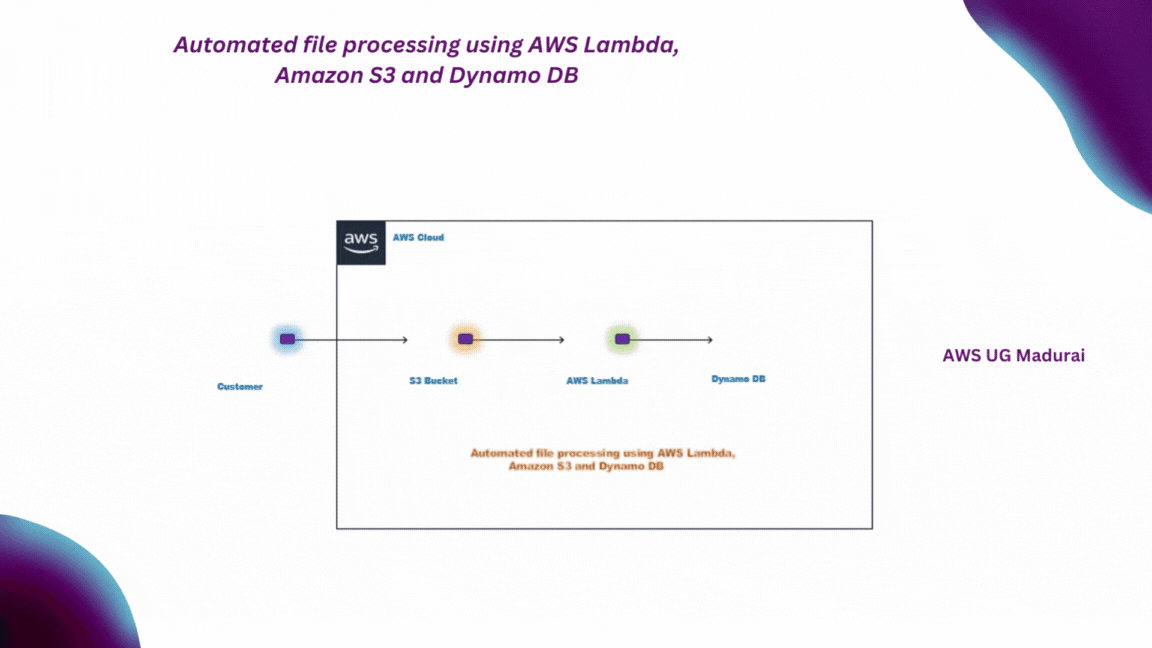 Automated file processing using AWS Lambda,
Amazon S3 and Dynamo DB
aws
AWS Cloud
Customer
S3 Bucket
AWS Lambda
Dynamo DB
AWS UG Madurai
Automated file processing using AWS Lambda,
Amazon S3 and Dynamo DB